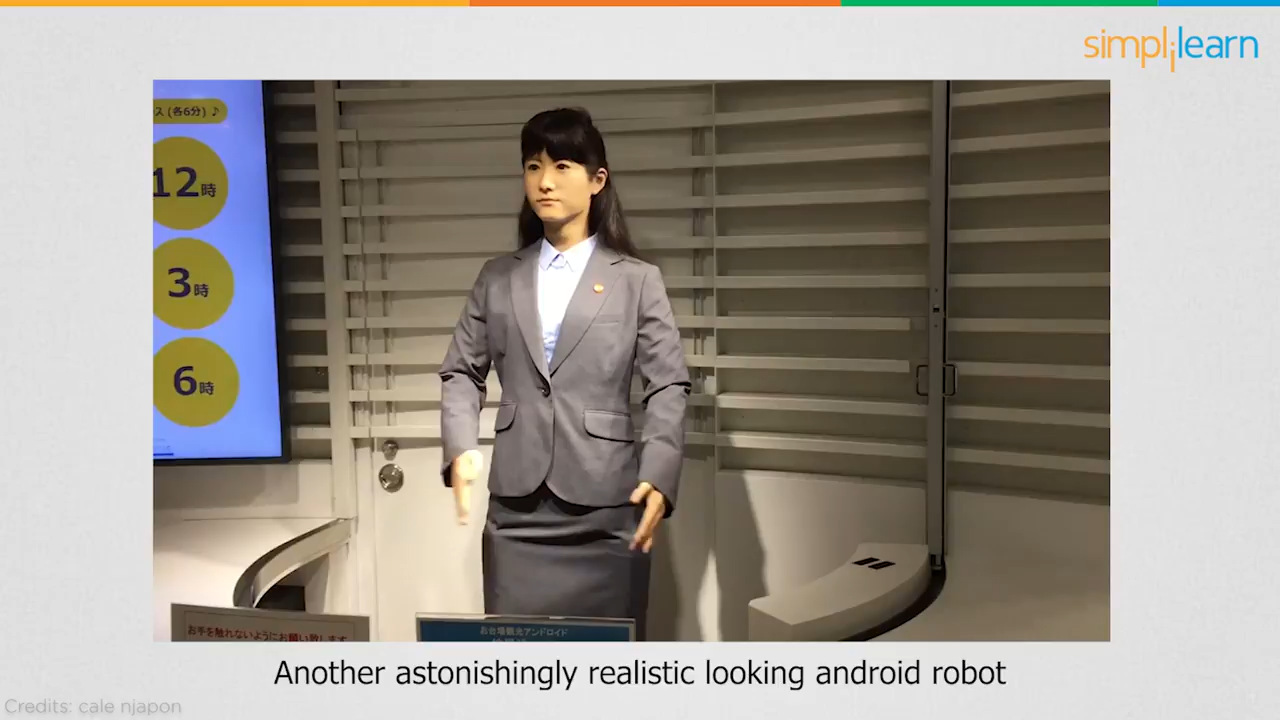 simplilearn
ス (各6分) ♪
12時
3時
6時
お手を触れないようにお願い致します
お台場観光アンドロイド
Another astonishingly realistic looking android robot
Credits: cale njapon